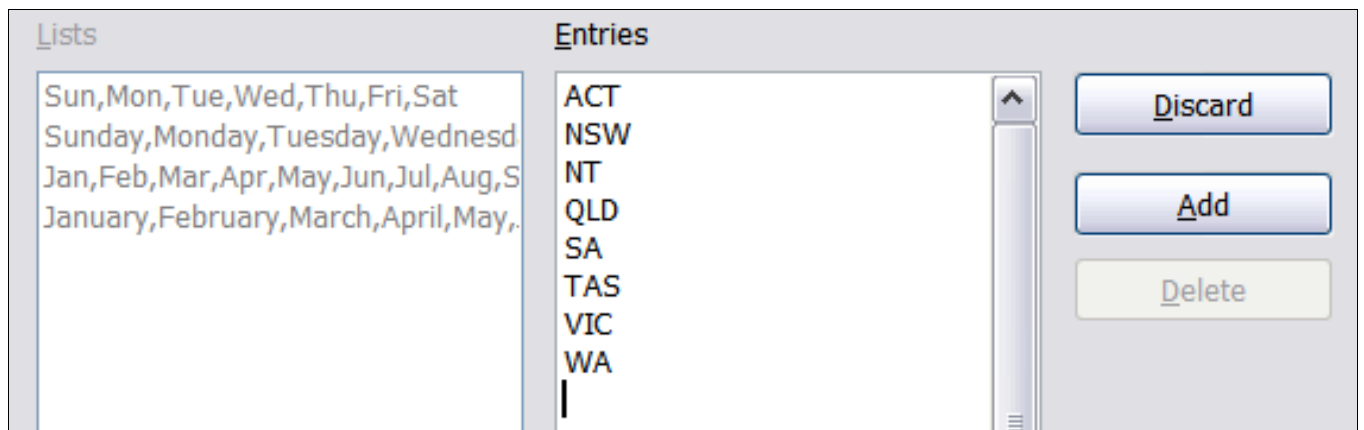 Lists
Entries
Sun,Mon,Tue,Wed,Thu,Fri,Sat
Sunday,Monday,Tuesday,Wednesd
Jan,Feb,Mar,Apr,May,Jun,Jul,Aug,S
January,February,March,April,May,.
ACT
NSW
NT
QLD
SA
TAS
VIC
WA
Discard
Add
Delete